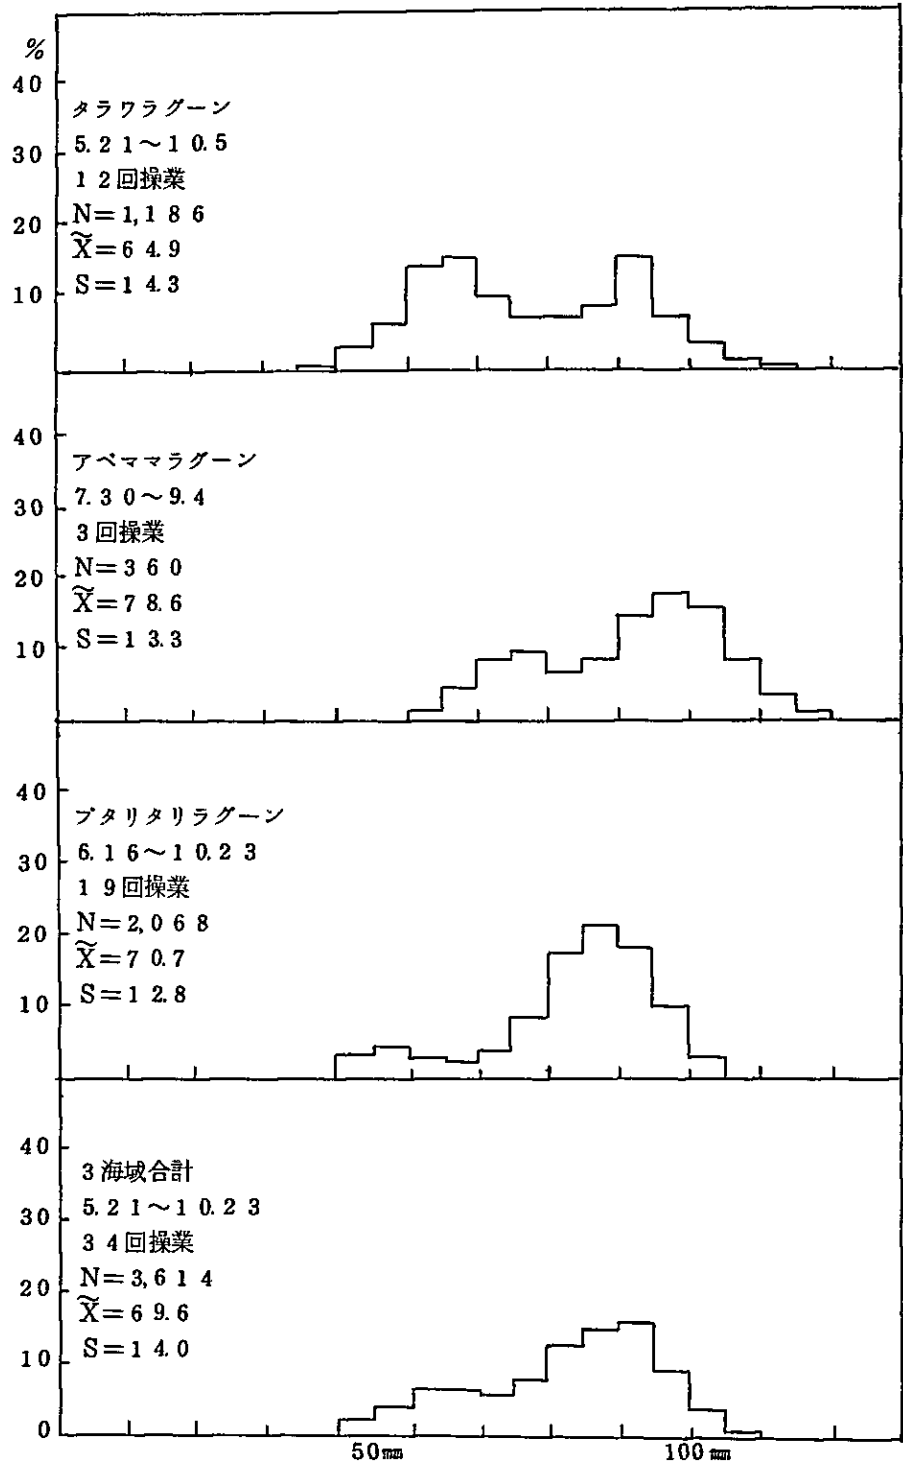 %
40
30
20
10
タラワラグーン
5.21～10.5
12回操業
N=1,186
X̃=64.9
S=14.3
40
30
20
10
アベママラグーン
7.30～9.4
3回操業
N=360
X̃=78.6
S=13.3
40
30
20
10
ブタリタリラグーン
6.16～10.23
19回操業
N=2,068
X̃=70.7
S=12.8
40
30
20
10
0
3海域合計
5.21～10.23
34回操業
N=3,614
X̃=69.6
S=14.0
50㎜ 100㎜